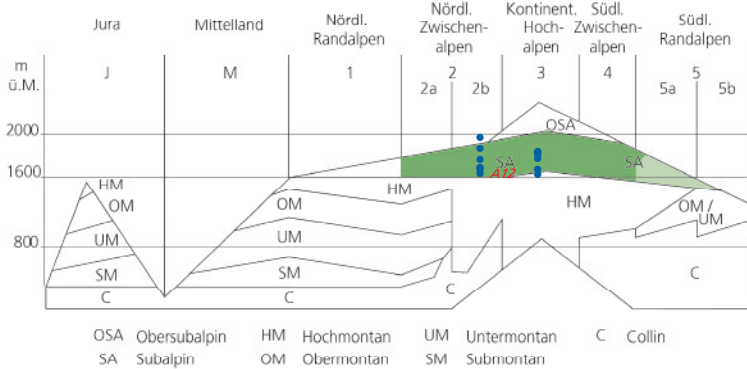 Jura Mittelland Nördl. Randalpen Nördl. Zwischen-alpen Kontinent. Hoch-alpen Südl. Zwischen-alpen Südl. Randalpen
m ü.M. J M 1 2 3 4 5
2a 2b 5a 5b
2000
OSA
SA SA
1600 A12
HM HM
OM OM HM OM / UM
800 UM UM
SM SM C
C C C
OSA Obersubalpin HM Hochmontan UM Untermontan C Collin
SA Subalpin OM Obermontan SM Submontan